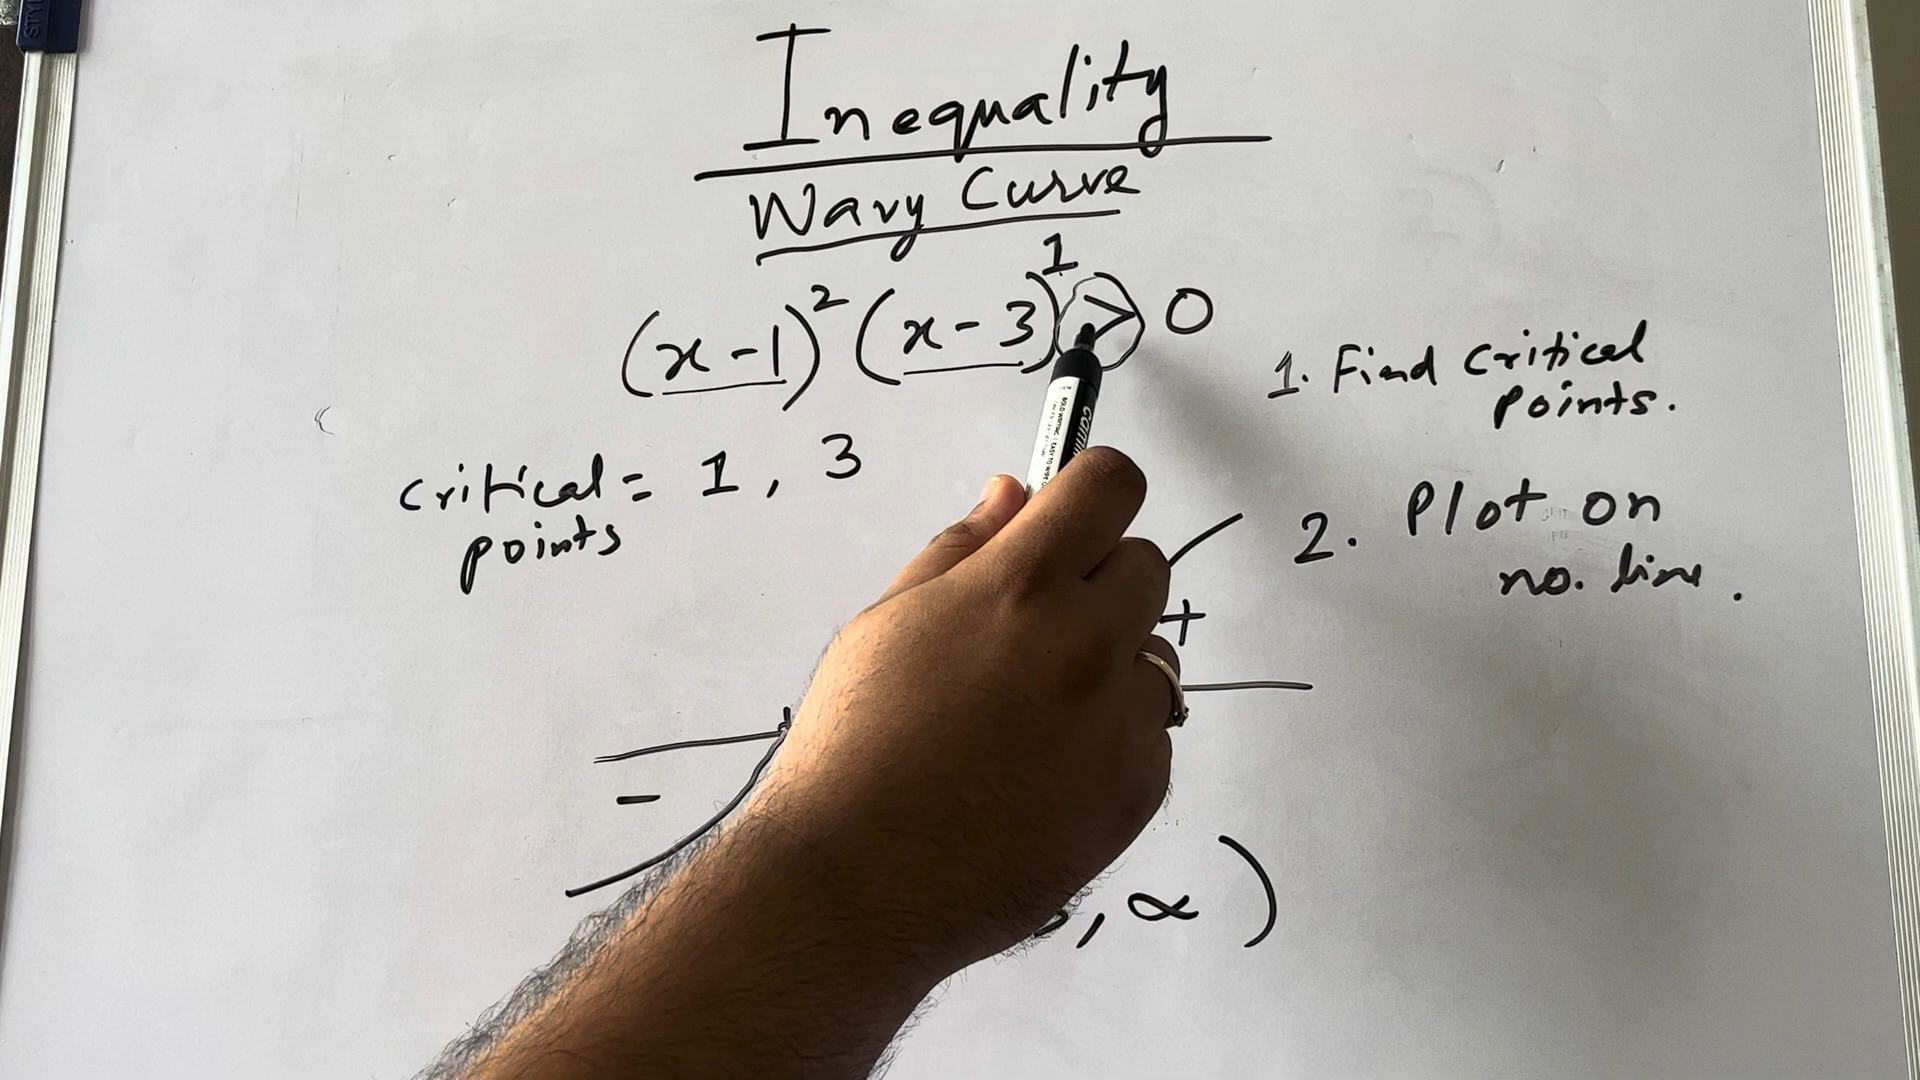 Inequality
Wavy Curve
(x-1)² (x-3)¹ > 0
1. Find Critical
points.
critical = 1, 3
points
2. Plot on
no. line.
+
-
, ∝)